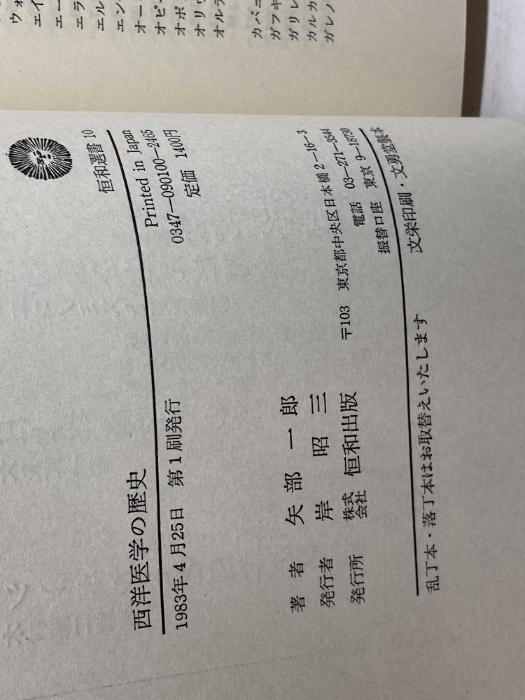 恒和選書 10
西洋医学の歴史
Printed in Japan
1983年4月25日 第1刷発行
0347—090100—2465
定価 1400円
著者 矢部一郎
発行者 岸昭三
発行所 株式会社 恒和出版
〒103 東京都中央区日本橋2—16—3
電話 03—271—3541
振替口座 東京 9—1879
文栄印刷・文勇堂製本
乱丁本・落丁本はお取替えいたします